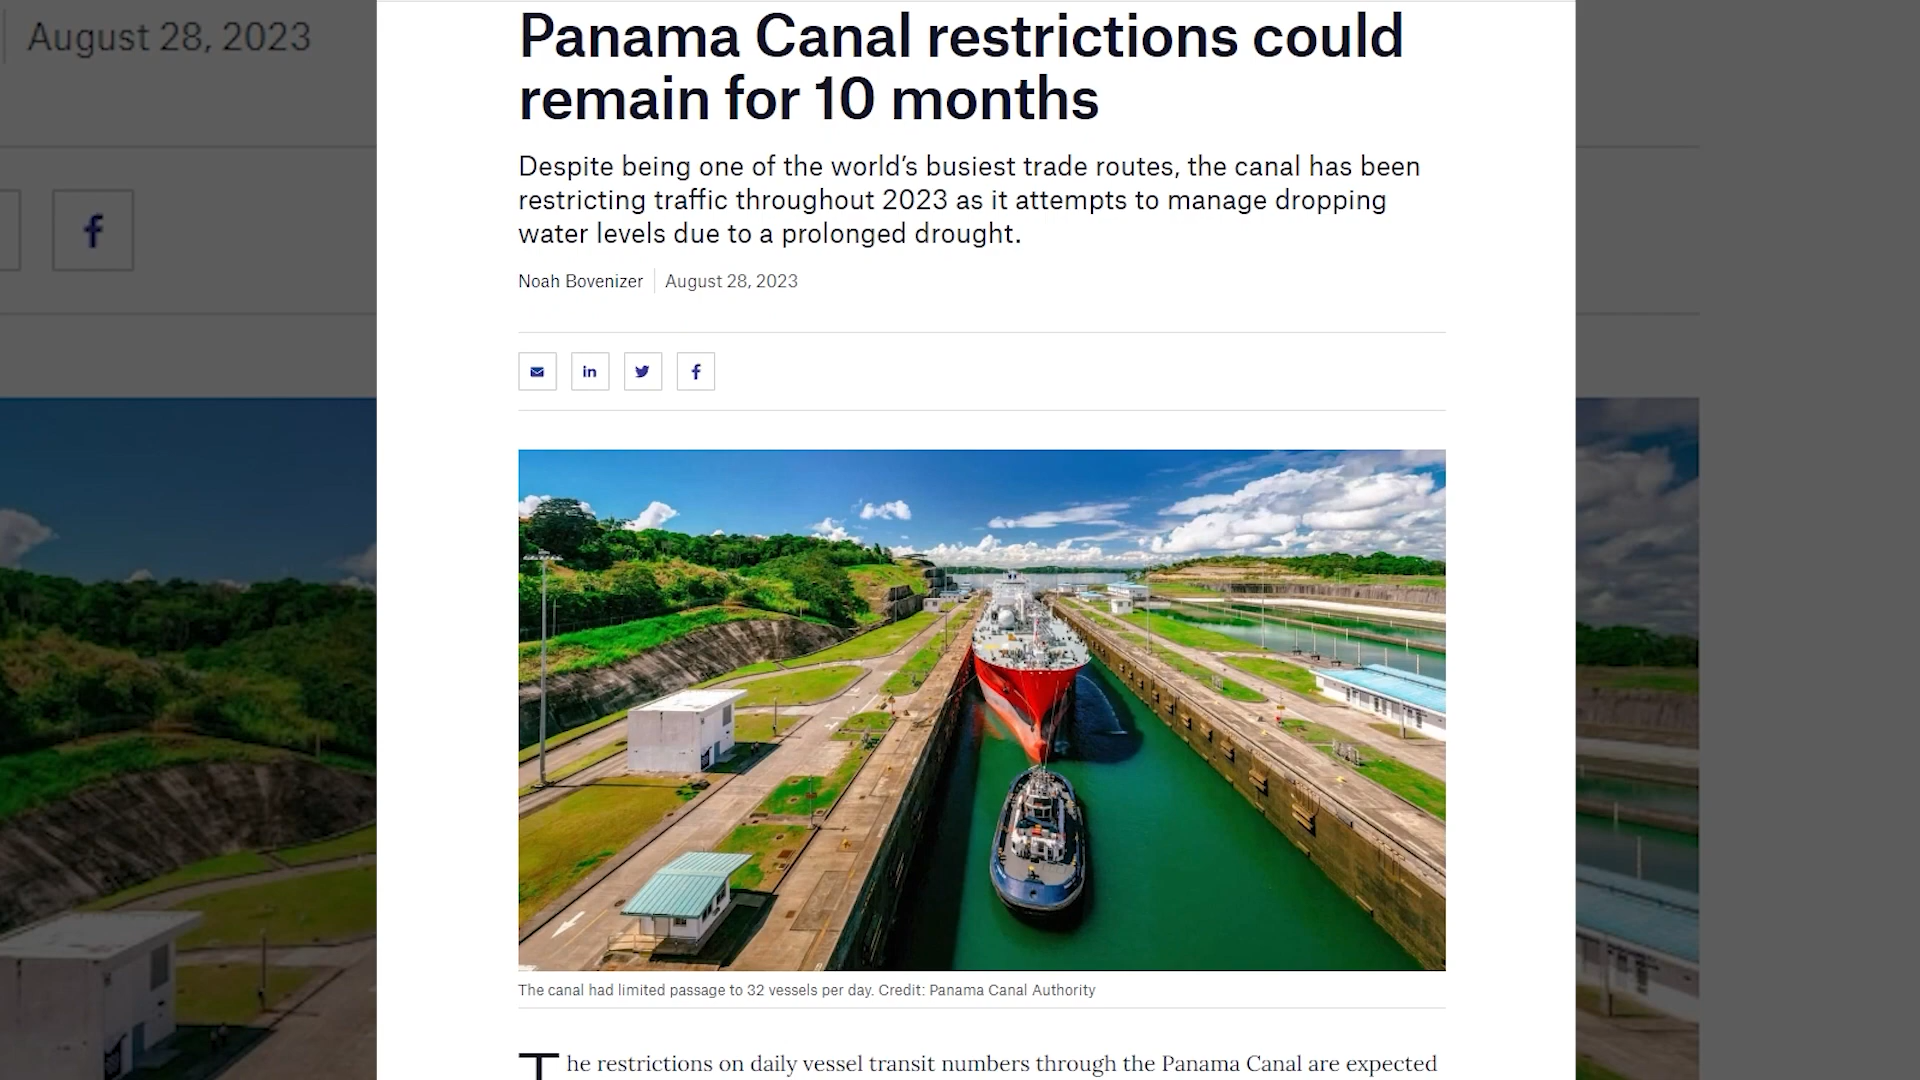 August 28, 2023
Panama Canal restrictions could
remain for 10 months
Despite being one of the world’s busiest trade routes, the canal has been
restricting traffic throughout 2023 as it attempts to manage dropping
water levels due to a prolonged drought.
Noah Bovenizer
August 28, 2023
in
f
f
The canal had limited passage to 32 vessels per day. Credit: Panama Canal Authority
The restrictions on daily vessel transit numbers through the Panama Canal are expected